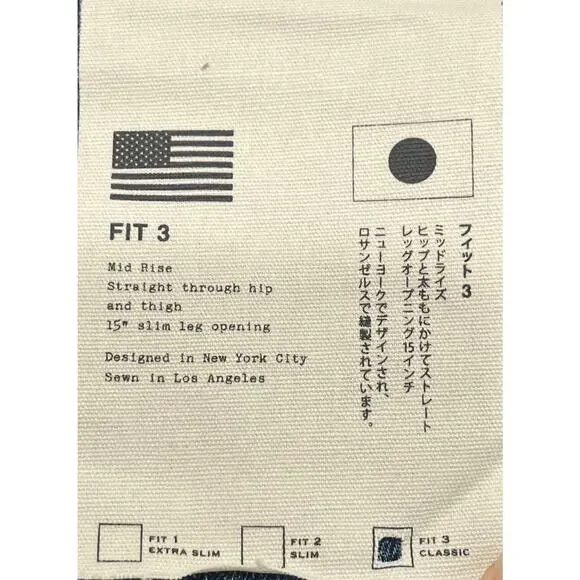 FIT 3
Mid Rise
Straight through hip
and thigh
15" slim leg opening
Designed in New York City
Sewn in Los Angeles
フィット 3
ミッドライズ
ヒップと太ももにかけてストレート
レッグオープニング15インチ
ニューヨークでデザインされ、
ロサンゼルスで縫製されています。
FIT 1
EXTRA SLIM
FIT 2
SLIM
FIT 3
CLASSIC